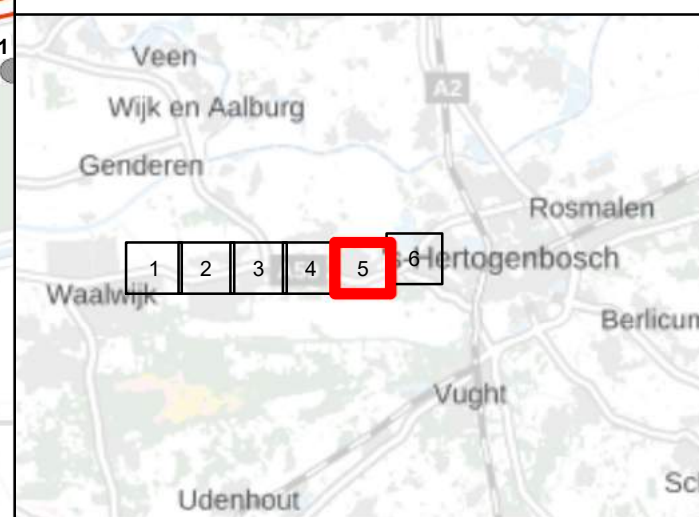 1
Veen
A2
Wijk en Aalburg
Genderen
Rosmalen
1 2 3 4 5 6
's-Hertogenbosch
Waalwijk
Berlicum
Vught
Udenhout